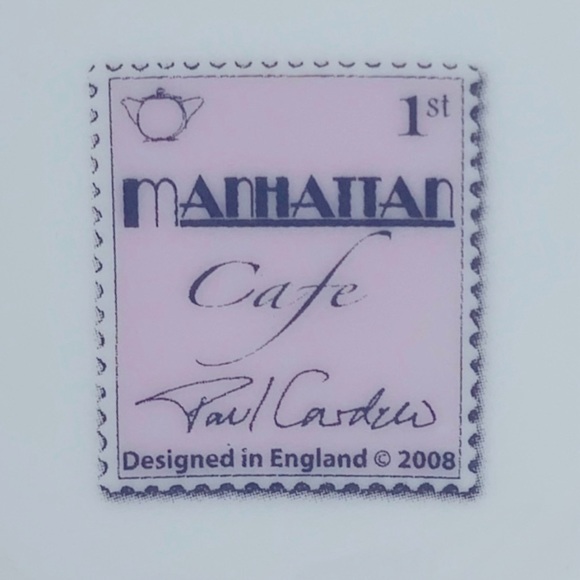 1st
MANHATTAN
Cafe
Paul Cardew
Designed in England © 2008